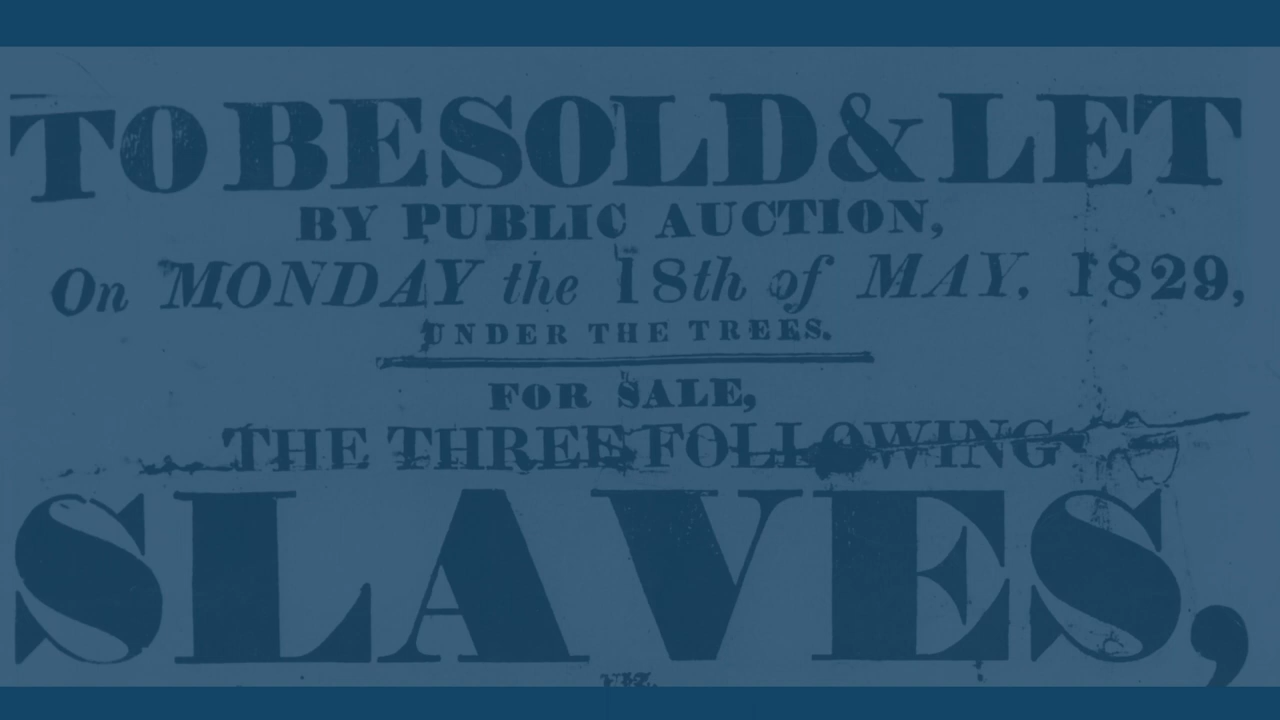 TO BE SOLD & LET
BY PUBLIC AUCTION,
On MONDAY the 18th of MAY, 1829,
UNDER THE TREES.
FOR SALE,
THE THREE FOLLOWING
SLAVES,
VIZ.